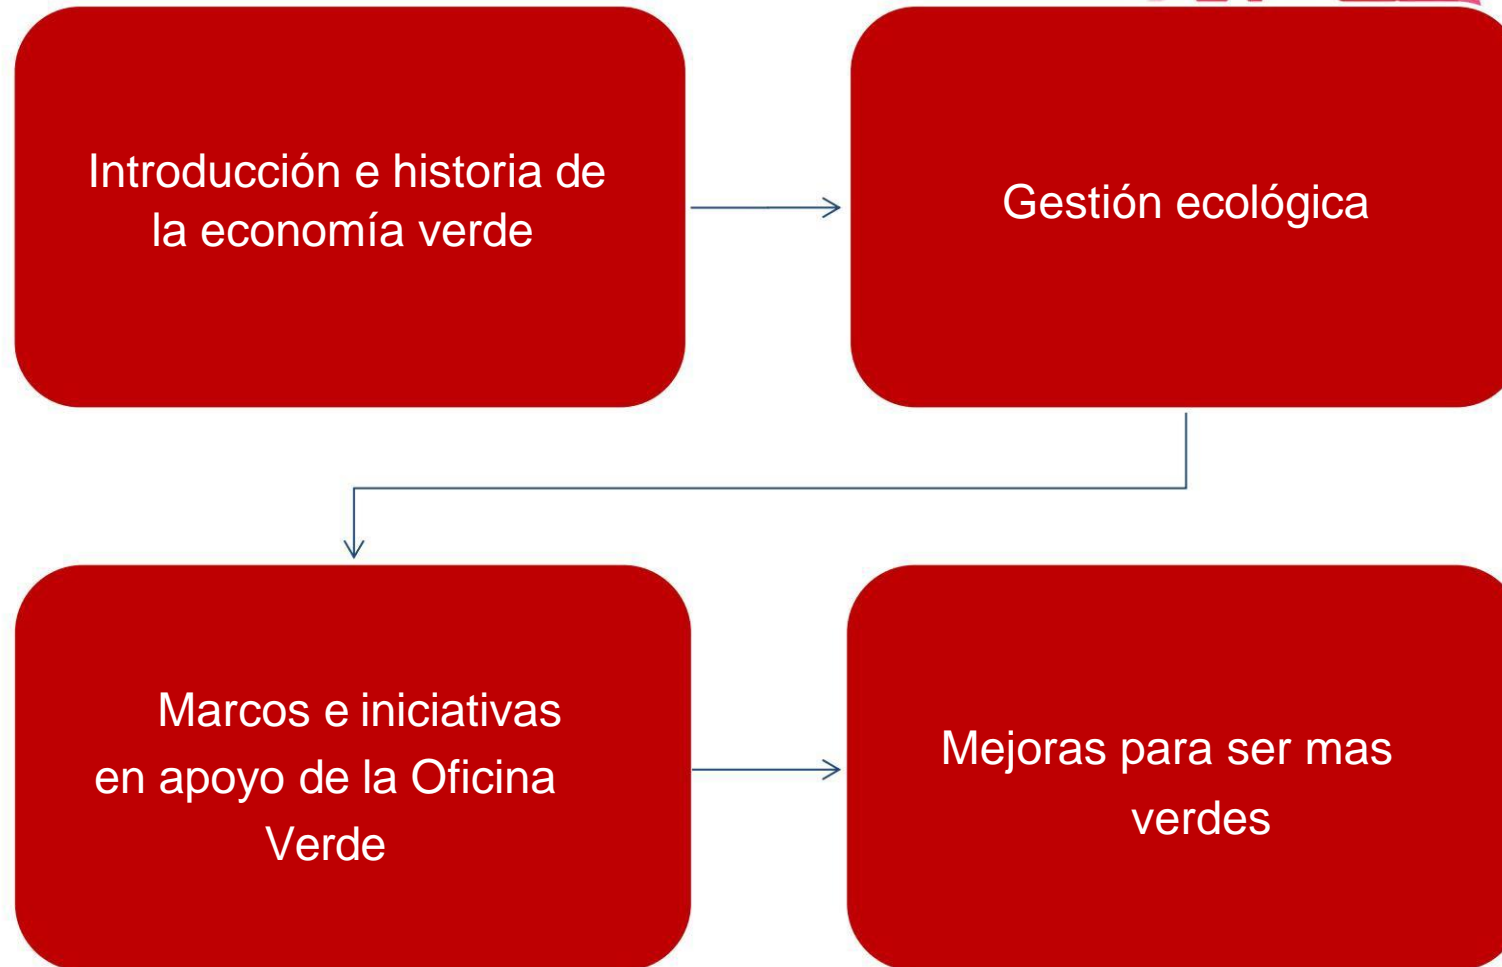 Introducción e historia de
la economía verde
Gestión ecológica
Marcos e iniciativas
en apoyo de la Oficina
Verde
Mejoras para ser mas
verdes